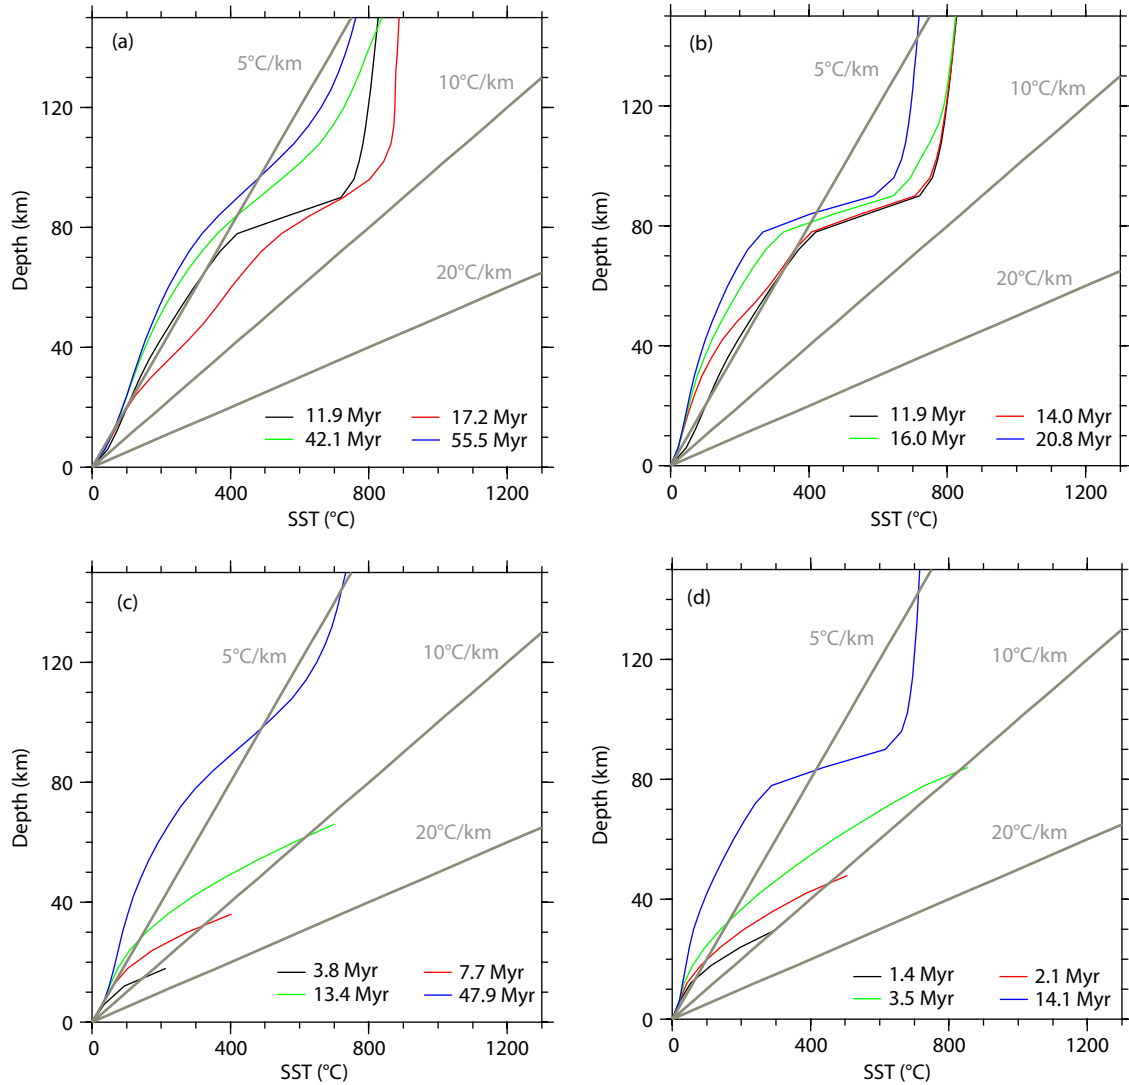 (a)
5°C/km
10°C/km
20°C/km
120
80
40
0
Depth (km)
11.9 Myr
17.2 Myr
42.1 Myr
55.5 Myr
0
400
800
1200
SST (°C)
(b)
5°C/km
10°C/km
20°C/km
120
80
40
0
Depth (km)
11.9 Myr
14.0 Myr
16.0 Myr
20.8 Myr
0
400
800
1200
SST (°C)
(c)
5°C/km
10°C/km
20°C/km
120
80
40
0
Depth (km)
3.8 Myr
7.7 Myr
13.4 Myr
47.9 Myr
0
400
800
1200
SST (°C)
(d)
5°C/km
10°C/km
20°C/km
120
80
40
0
Depth (km)
1.4 Myr
2.1 Myr
3.5 Myr
14.1 Myr
0
400
800
1200
SST (°C)